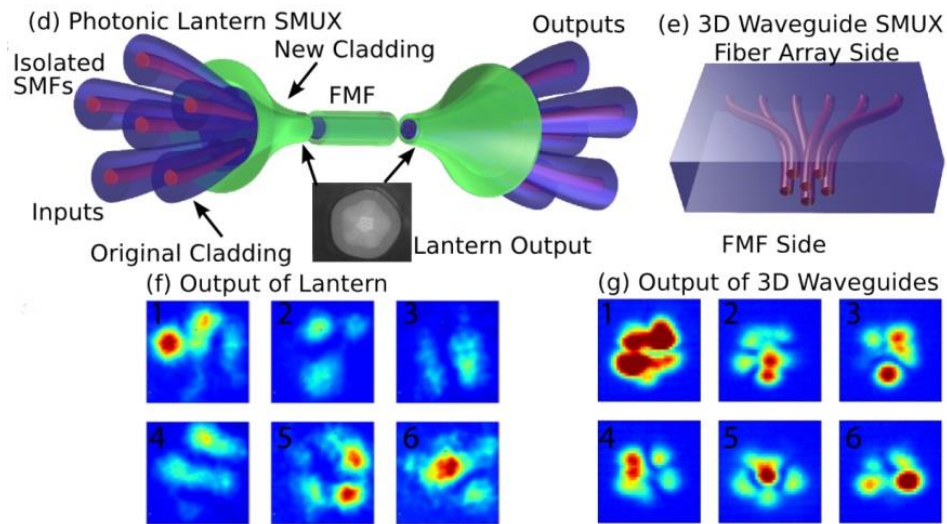 (d) Photonic Lantern SMUX
New Cladding
Isolated
SMFs
FMF
Outputs
Inputs
Original Cladding
Lantern Output
(e) 3D Waveguide SMUX
Fiber Array Side
FMF Side
(f) Output of Lantern
1 2 3
4 5 6
(g) Output of 3D Waveguides
1 2 3
4 5 6